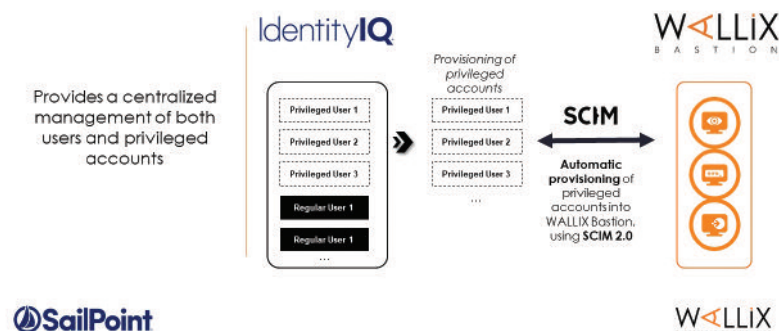 IdentityIQ
WALLIX
BASTION
Provides a centralized
management of both
users and privileged
accounts
Privileged User 1
Privileged User 2
Privileged User 3
Regular User 1
Regular User 1
...
Provisioning of
privileged
accounts
Privileged User 1
Privileged User 2
Privileged User 3
...
SCIM
Automatic
provisioning of
privileged
accounts into
WALLIX Bastion,
using SCIM 2.0
SailPoint
WALLIX